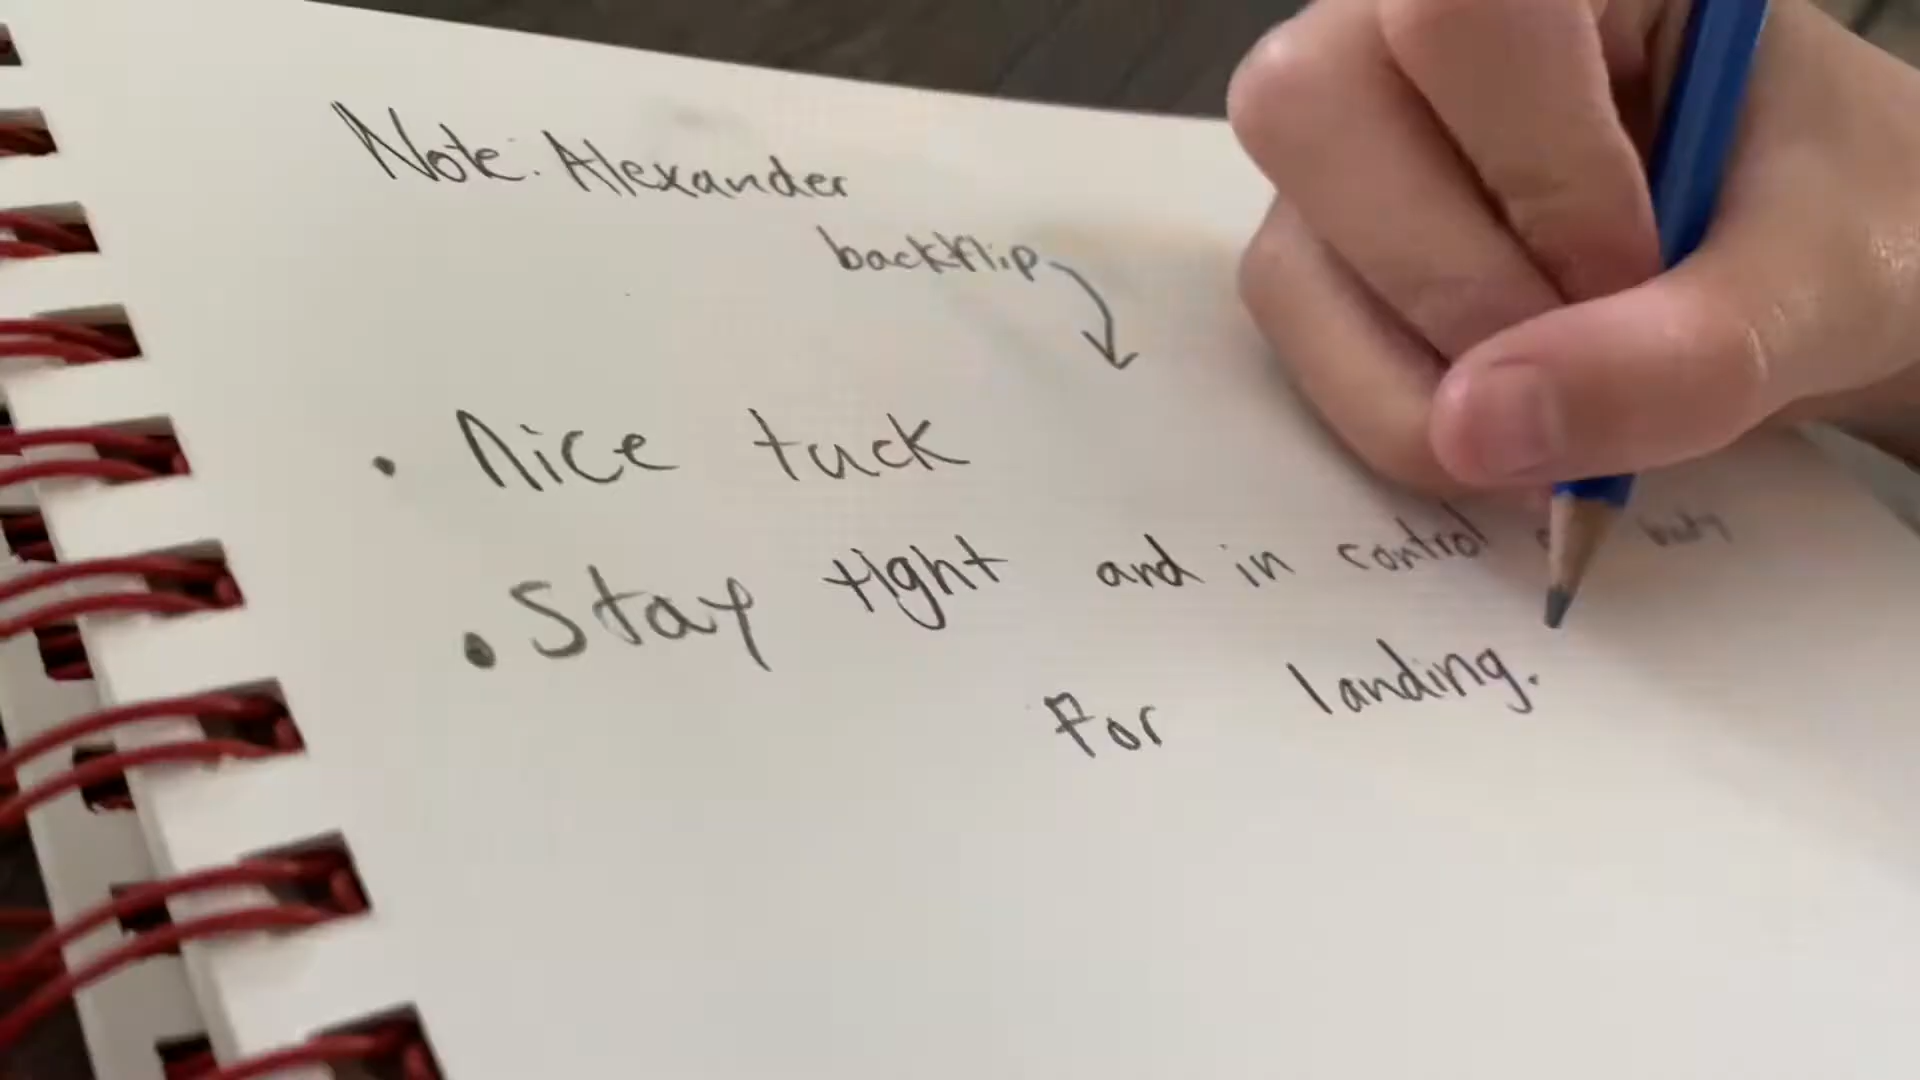 Note: Alexander
backflip
• Nice tuck
• Stay tight and in control
For landing.